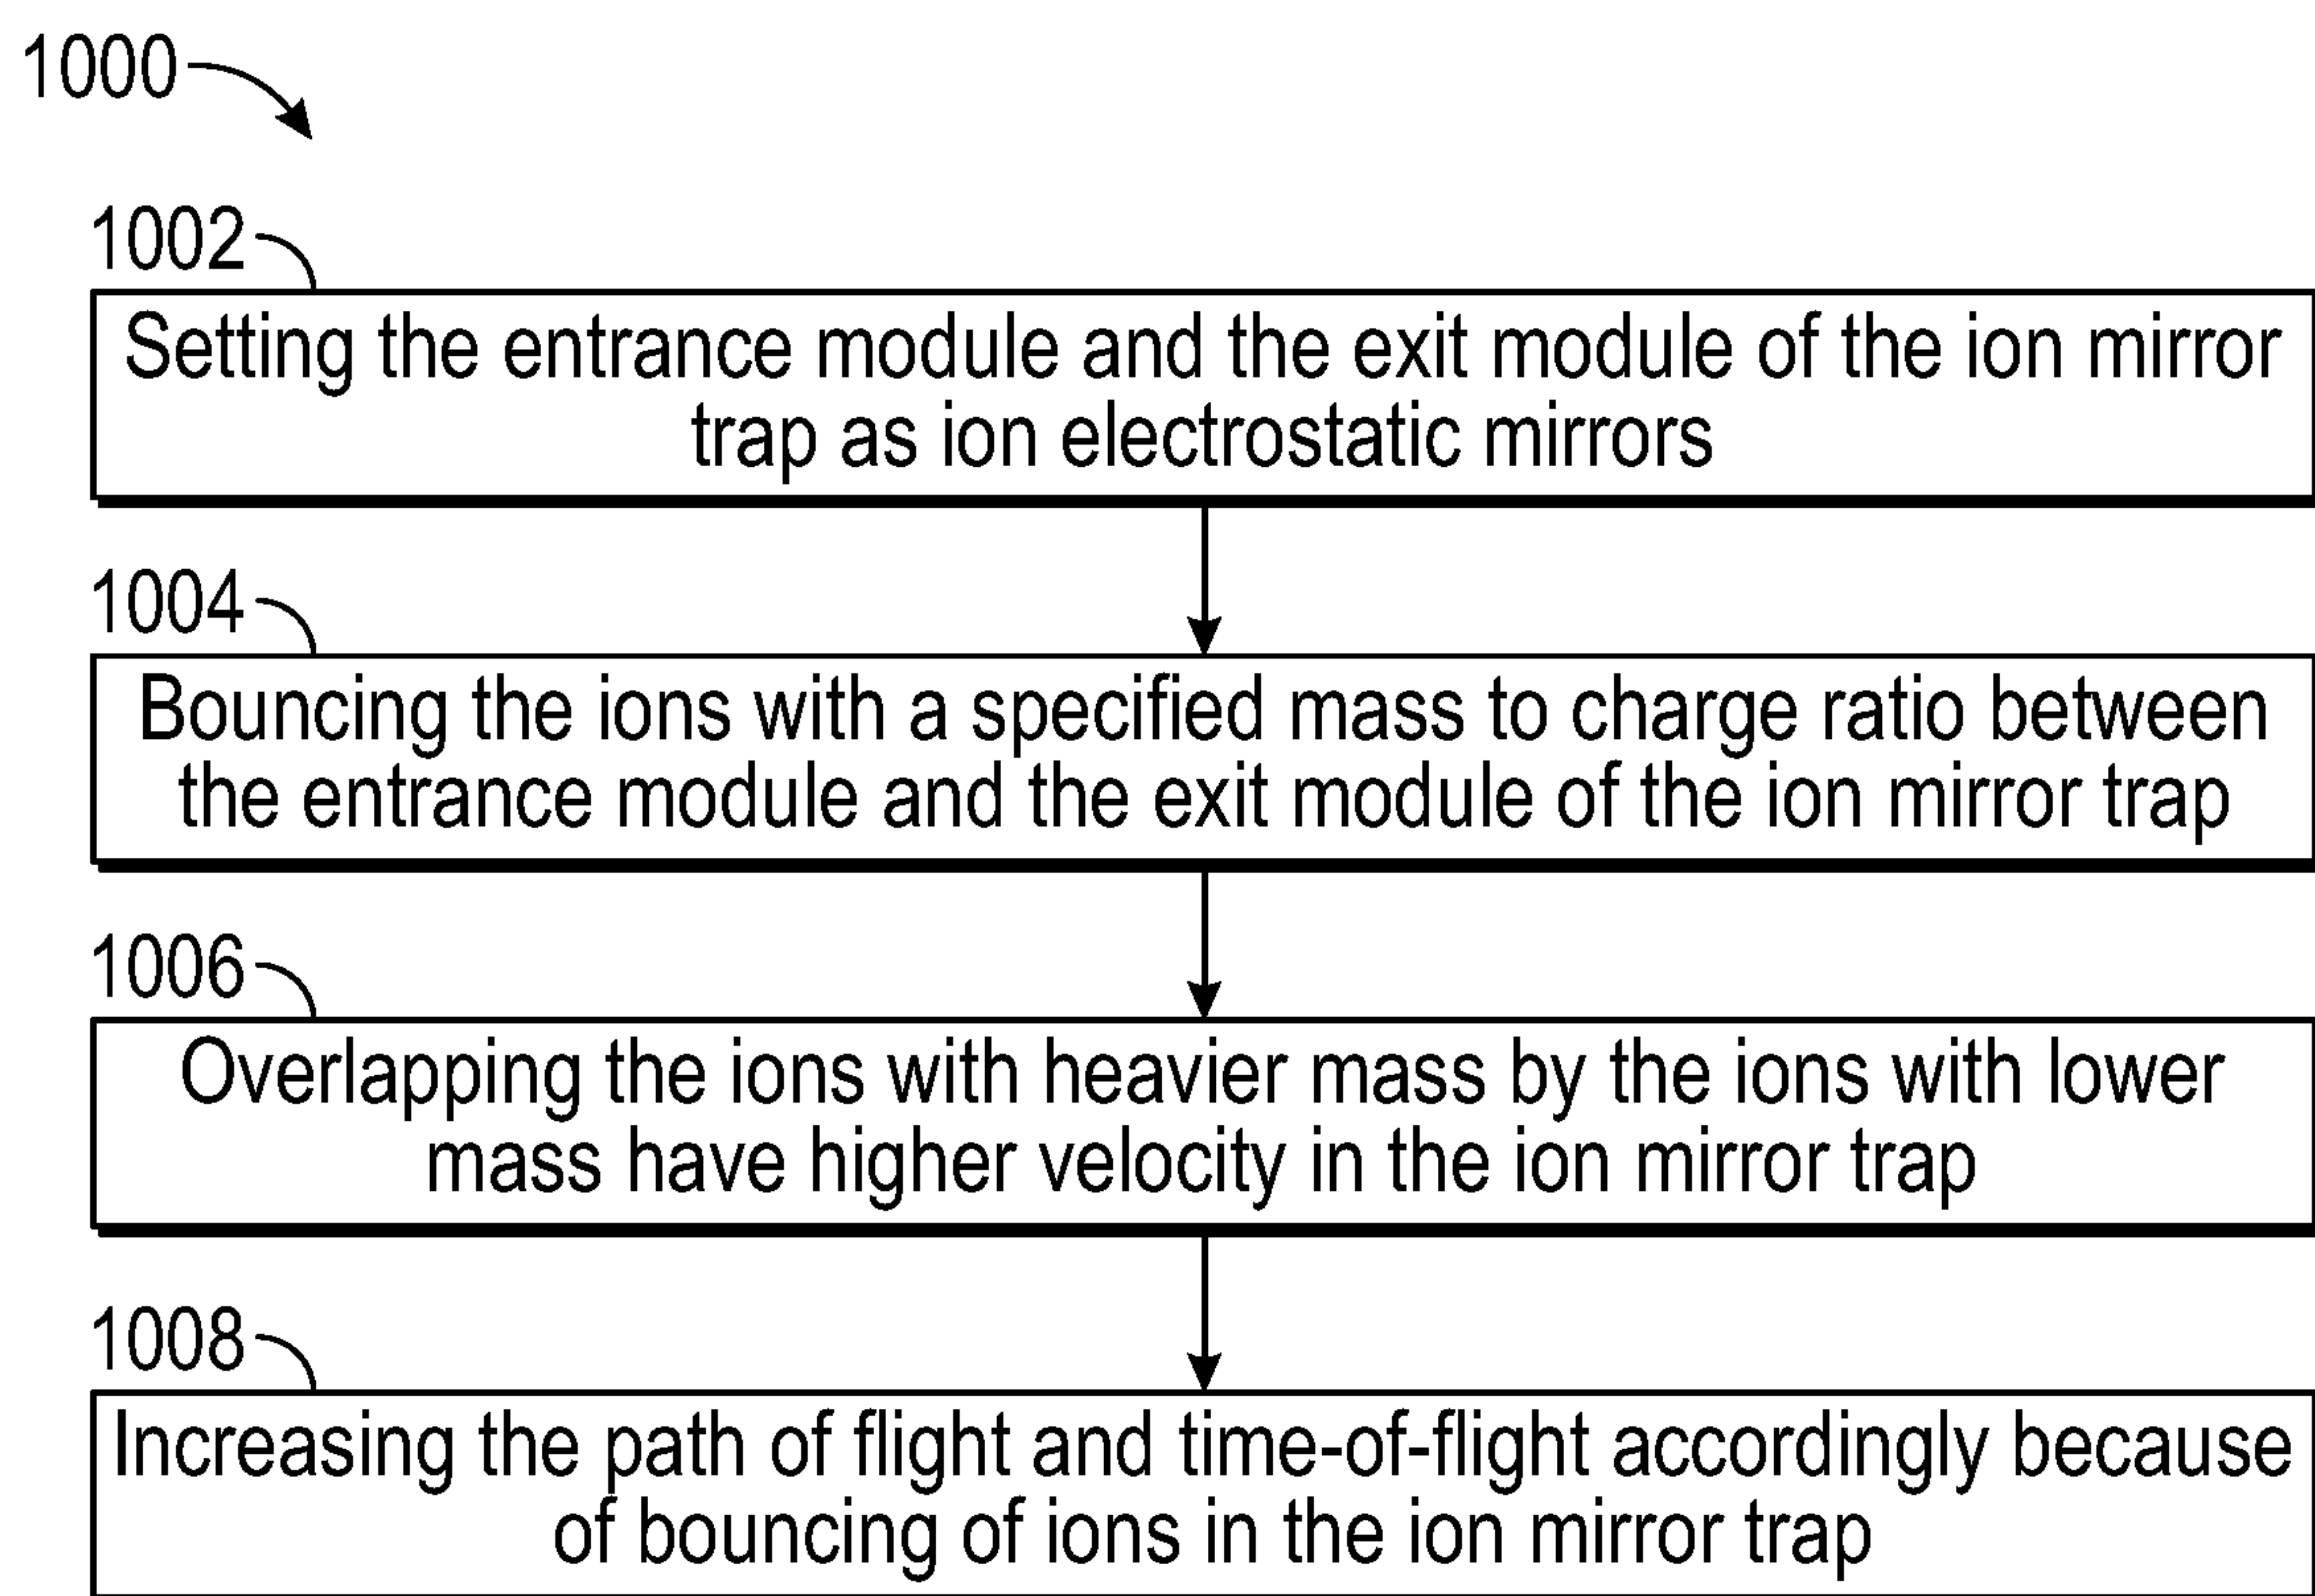 1000
1002
Setting the entrance module and the exit module of the ion mirror
trap as ion electrostatic mirrors
1004
Bouncing the ions with a specified mass to charge ratio between
the entrance module and the exit module of the ion mirror trap
1006
Overlapping the ions with heavier mass by the ions with lower
mass have higher velocity in the ion mirror trap
1008
Increasing the path of flight and time-of-flight accordingly because
of bouncing of ions in the ion mirror trap